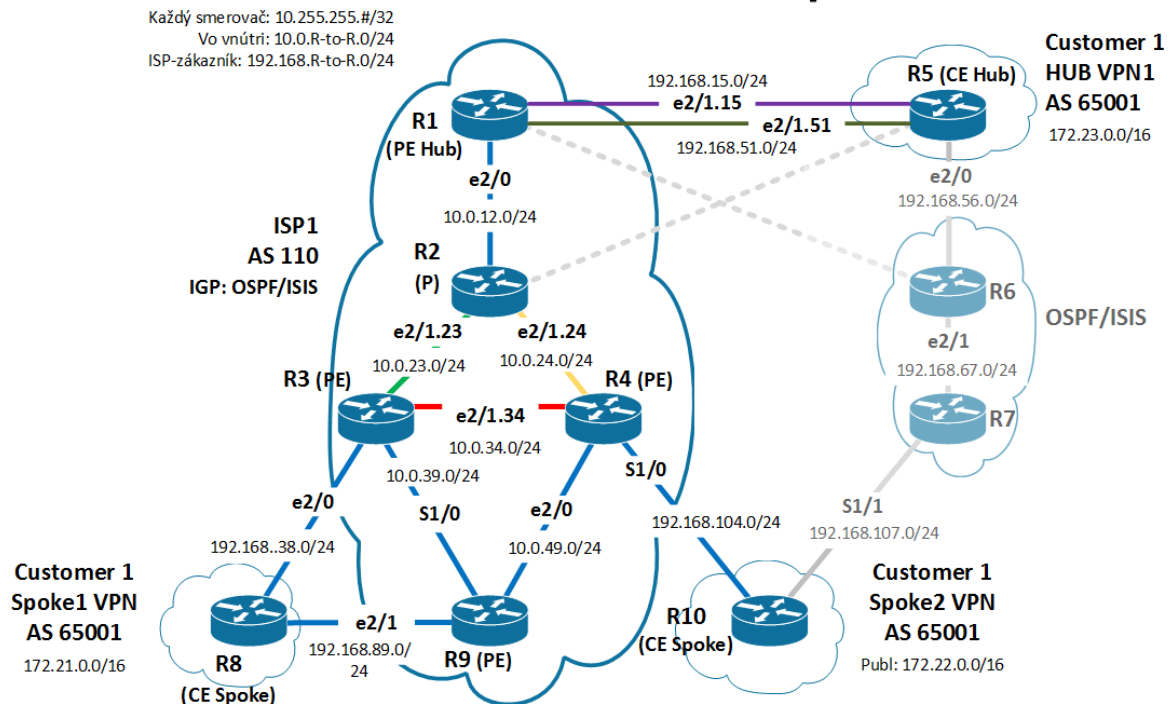 Každý smerovač: 10.255.255.#/32
Vo vnútri: 10.0.R-to-R.0/24
ISP-zákazník: 192.168.R-to-R.0/24
Customer 1
HUB VPN1
AS 65001
172.23.0.0/16
R5 (CE Hub)
192.168.15.0/24
e2/1.15
e2/1.51
192.168.51.0/24
R1
(PE Hub)
e2/0
10.0.12.0/24
e2/0
192.168.56.0/24
ISP1
AS 110
IGP: OSPF/ISIS
R2
(P)
R6
OSPF/ISIS
e2/1
192.168.67.0/24
R7
e2/1.23
10.0.23.0/24
e2/1.24
10.0.24.0/24
R3 (PE)
R4 (PE)
e2/1.34
10.0.34.0/24
10.0.39.0/24
S1/0
e2/0
S1/0
e2/0
192.168..38.0/24
10.0.49.0/24
192.168.104.0/24
S1/1
192.168.107.0/24
Customer 1
Spoke1 VPN
AS 65001
172.21.0.0/16
R8
(CE Spoke)
e2/1
192.168.89.0/
24
R9 (PE)
R10
(CE Spoke)
Customer 1
Spoke2 VPN
AS 65001
Publ: 172.22.0.0/16